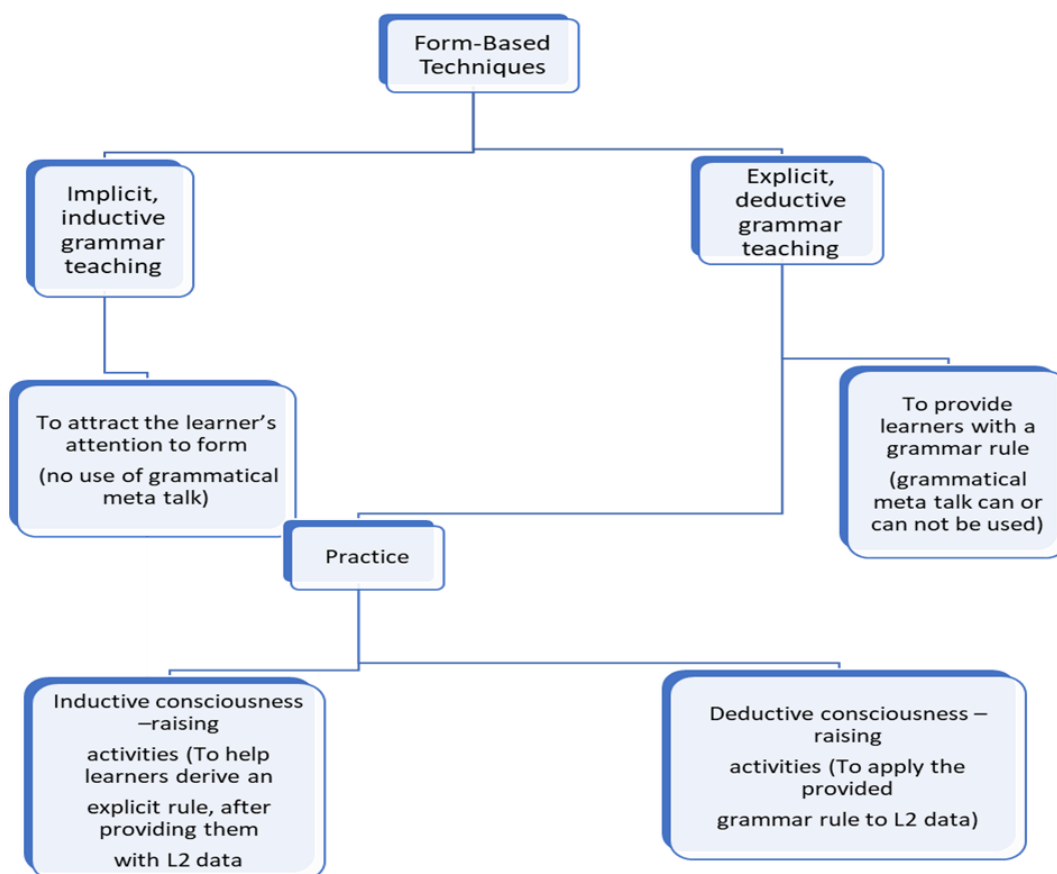 Form-Based
Techniques
Implicit,
inductive
grammar
teaching
Explicit,
deductive
grammar
teaching
To attract the learner's
attention to form
(no use of grammatical
meta talk)
To provide
learners with a
grammar rule
(grammatical
meta talk can or
can not be used)
Practice
Inductive consciousness
–raising
activities (To help
learners derive an
explicit rule, after
providing them
with L2 data
Deductive consciousness –
raising
activities (To apply the
provided
grammar rule to L2 data)